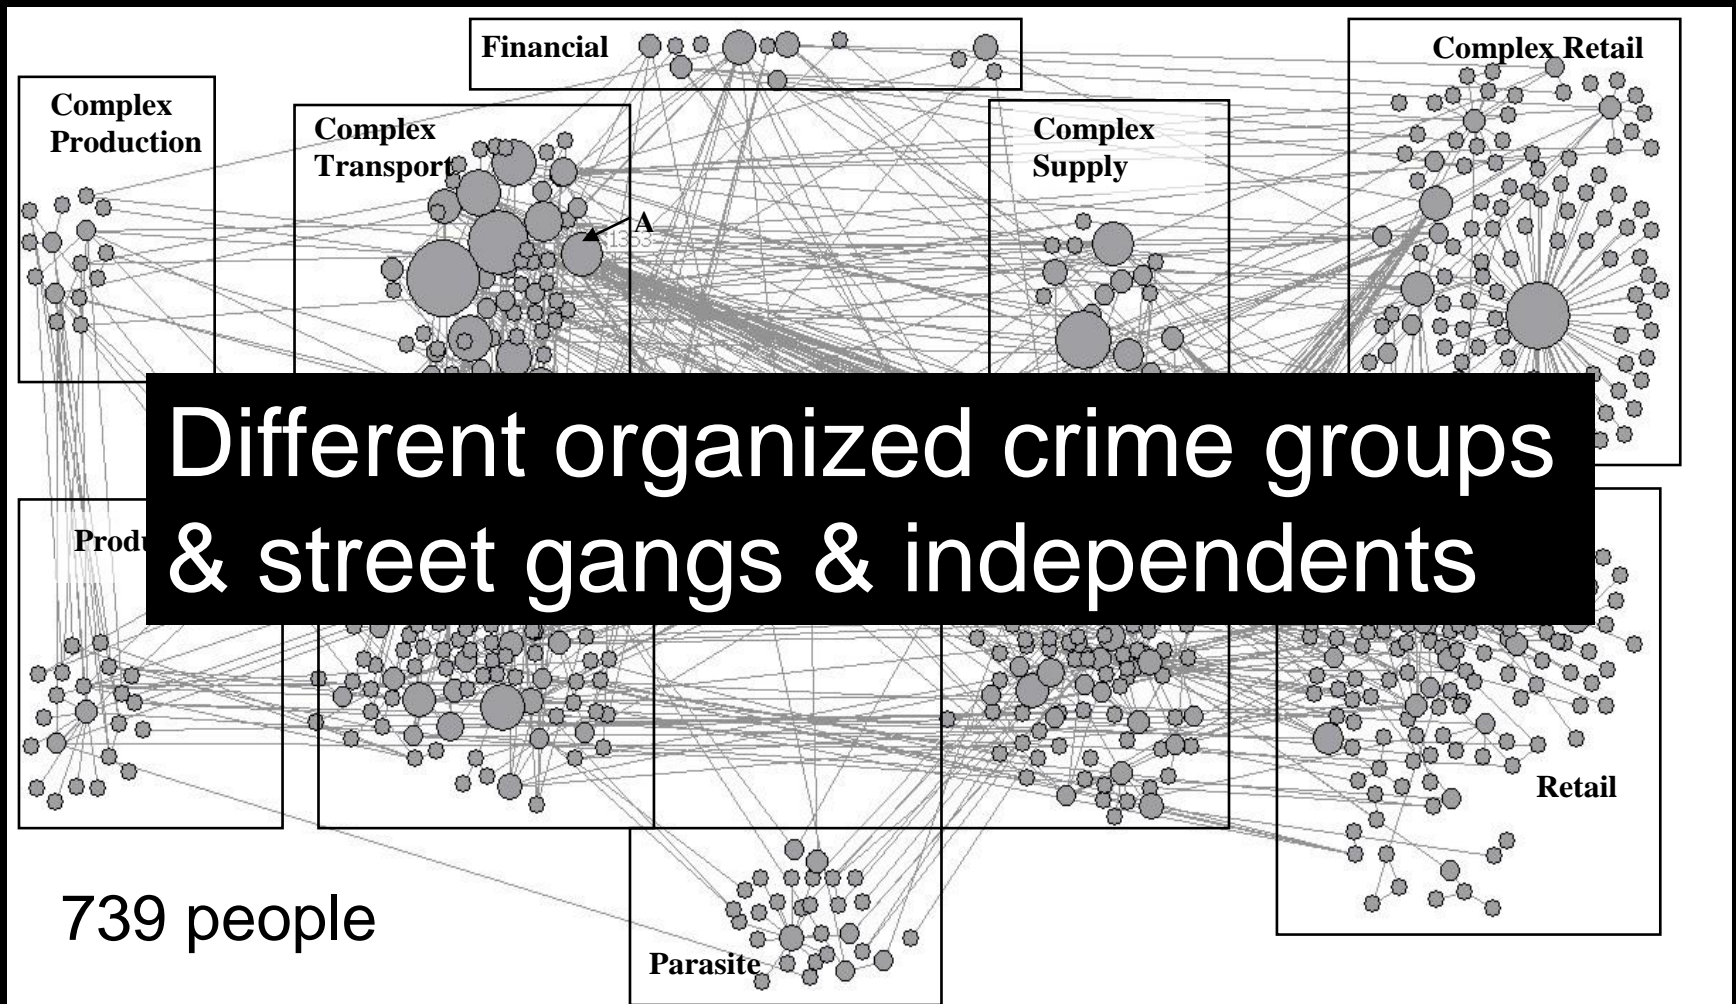 Financial
Complex Retail
Complex
Production
Complex
Transport
Complex
Supply
A
Different organized crime groups
& street gangs & independents
Retail
739 people
Parasite